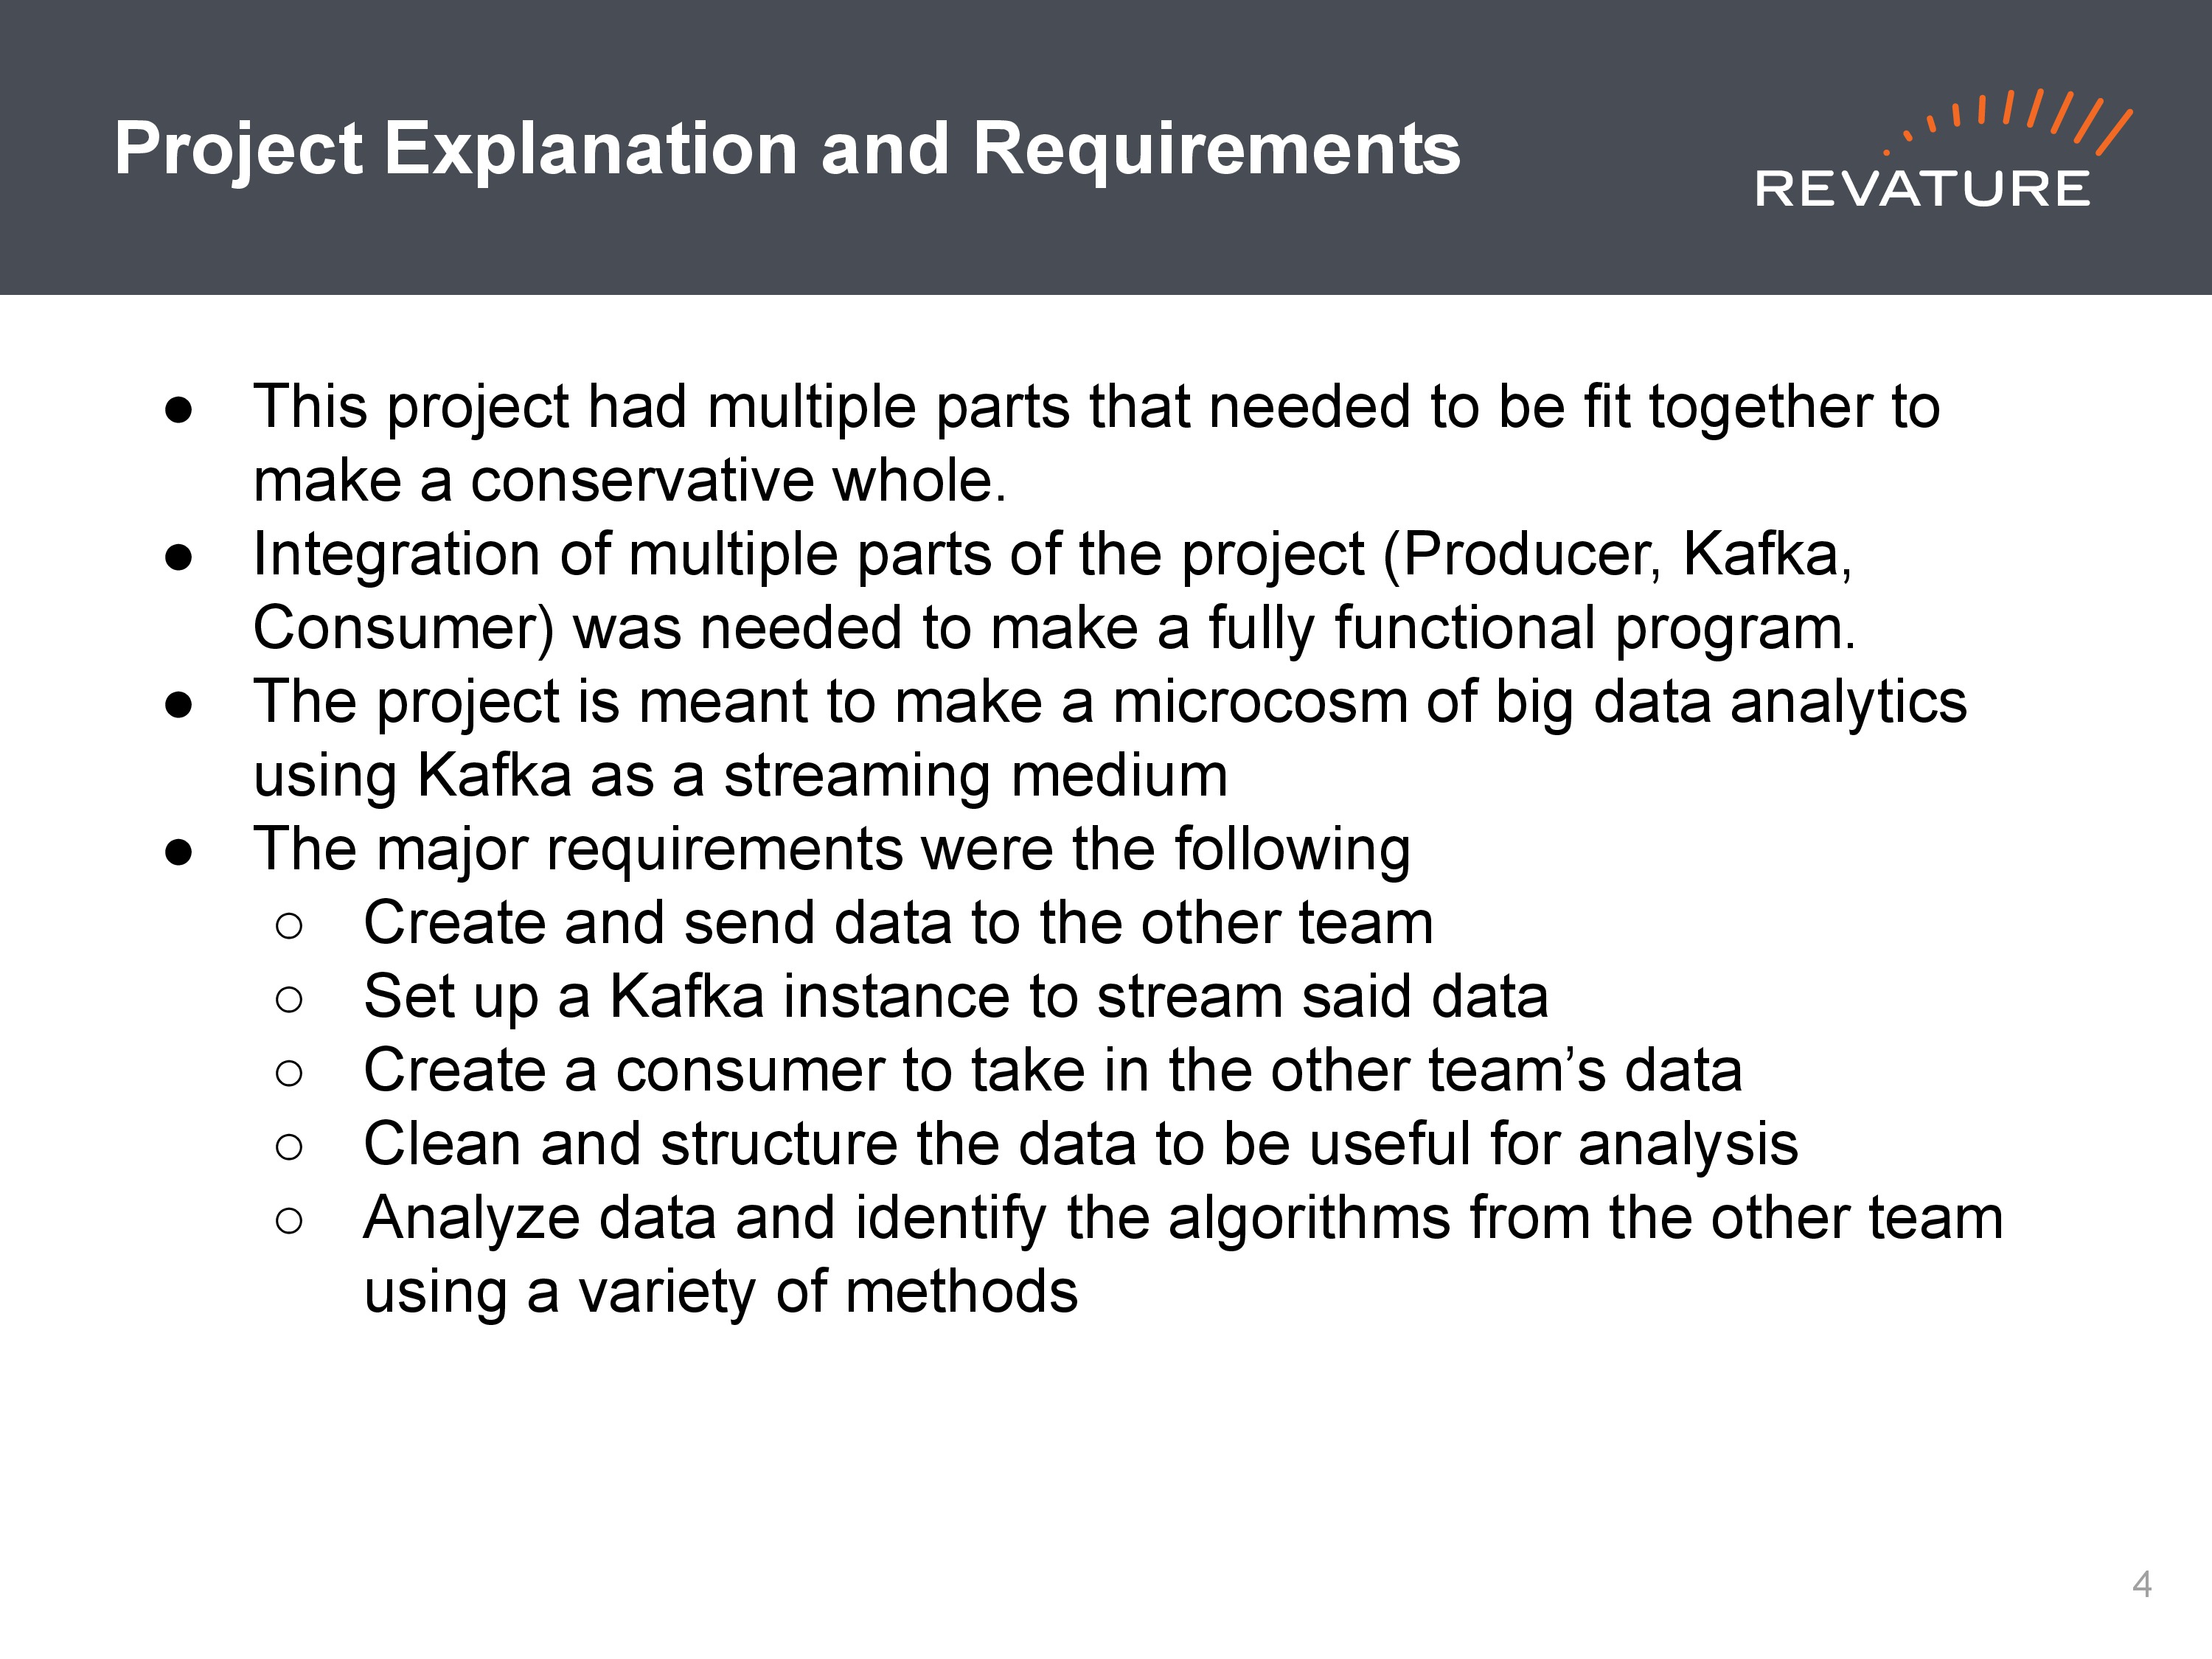 Project Explanation and Requirements
REVATURE
● This project had multiple parts that needed to be fit together to
make a conservative whole.
● Integration of multiple parts of the project (Producer, Kafka,
Consumer) was needed to make a fully functional program.
● The project is meant to make a microcosm of big data analytics
using Kafka as a streaming medium
● The major requirements were the following
○ Create and send data to the other team
○ Set up a Kafka instance to stream said data
○ Create a consumer to take in the other team’s data
○ Clean and structure the data to be useful for analysis
○ Analyze data and identify the algorithms from the other team
using a variety of methods
4